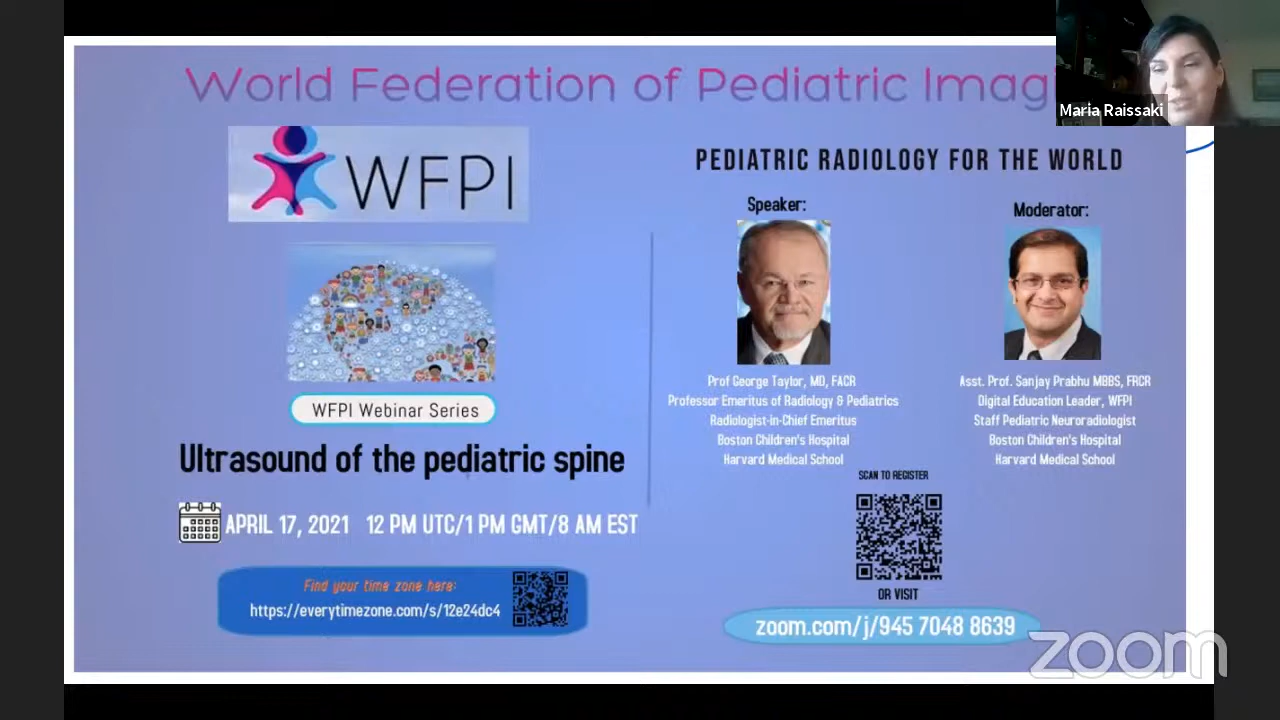 World Federation of Pediatric Imagi
Maria Raissaki
WFPI
PEDIATRIC RADIOLOGY FOR THE WORLD
Speaker:
Moderator:
Prof George Taylor, MD, FACR
Professor Emeritus of Radiology & Pediatrics
Radiologist-in-Chief Emeritus
Boston Children's Hospital
Harvard Medical School
Asst. Prof. Sanjay Prabhu MBBS, FRCR
Digital Education Leader, WFPI
Staff Pediatric Neuroradiologist
Boston Children's Hospital
Harvard Medical School
WFPI Webinar Series
Ultrasound of the pediatric spine
APRIL 17, 2021 12 PM UTC/1 PM GMT/8 AM EST
Find your time zone here:
https://everytimezone.com/s/12e24dc4
SCAN TO REGISTER
OR VISIT
zoom.com/j/945 7048 8639
zoom